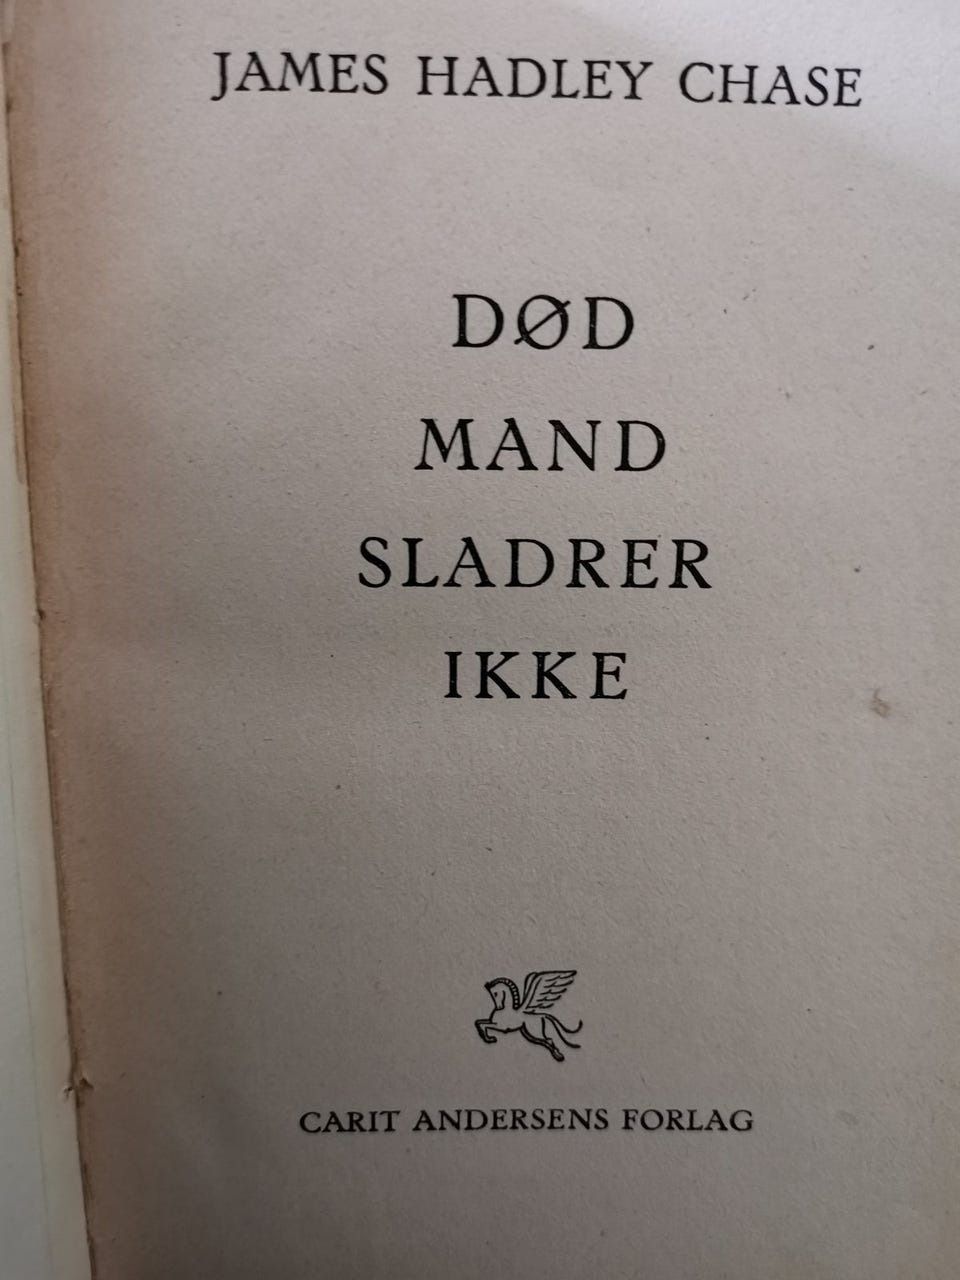 JAMES HADLEY CHASE
DØD
MAND
SLADRER
IKKE
CARIT ANDERSENS FORLAG